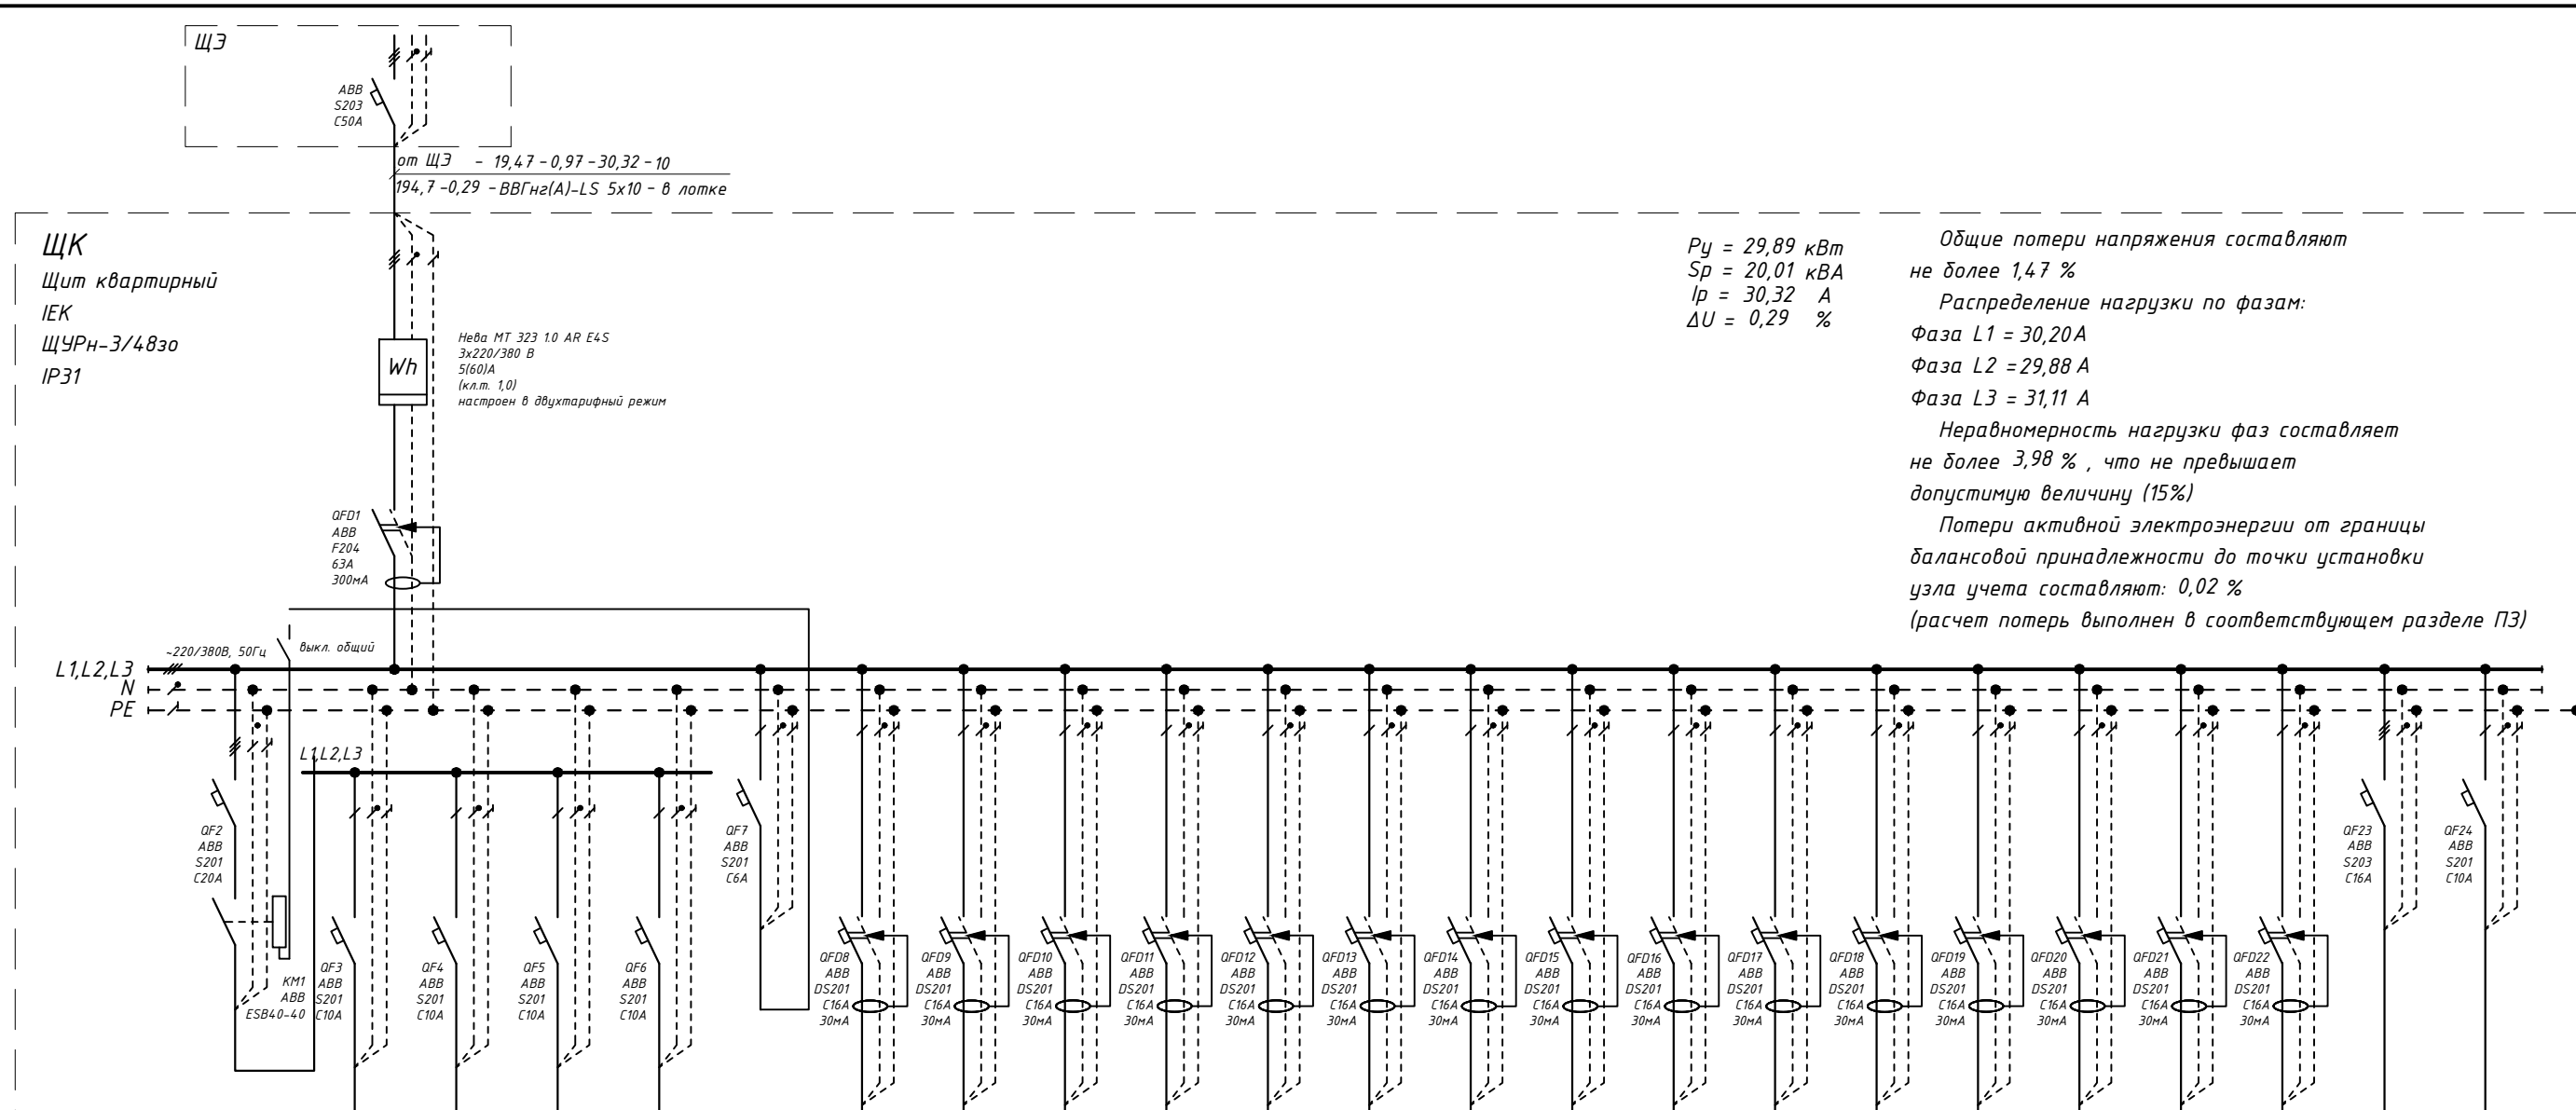 ЩЭ
ABB
S203
C50A
от ЩЭ - 19,47 - 0,97 - 30,32 - 10
194,7 - 0,29 - ВВГнг(А)-LS 5x10 - в лотке
ЩК
Щит квартирный
IEK
ЩУРн-3/48зо
IP31
Нева МТ 323 1.0 AR E4S
3x220/380 В
5(60)А
(кл.т. 1,0)
настроен в двухтарифный режим
Wh
Ру = 29,89 кВт
Sp = 20,01 кВА
Ip = 30,32 А
ΔU = 0,29 %
Общие потери напряжения составляют
не более 1,47 %
Распределение нагрузки по фазам:
Фаза L1 = 30,20 А
Фаза L2 = 29,88 А
Фаза L3 = 31,11 А
Неравномерность нагрузки фаз составляет
не более 3,98 % , что не превышает
допустимую величину (15%)
Потери активной электроэнергии от границы
балансовой принадлежности до точки установки
узла учета составляют: 0,02 %
(расчет потерь выполнен в соответствующем разделе ПЗ)
QFD1
ABB
F204
63A
300мА
~220/380В, 50Гц
выкл. общий
L1,L2,L3
N
PE
L1,L2,L3
QF2
ABB
S201
C20A
KM1
ABB
ESB40-40
QF3
ABB
S201
C10A
QF4
ABB
S201
C10A
QF5
ABB
S201
C10A
QF6
ABB
S201
C10A
QF7
ABB
S201
C6A
QFD8
ABB
DS201
C16A
30мА
QFD9
ABB
DS201
C16A
30мА
QFD10
ABB
DS201
C16A
30мА
QFD11
ABB
DS201
C16A
30мА
QFD12
ABB
DS201
C16A
30мА
QFD13
ABB
DS201
C16A
30мА
QFD14
ABB
DS201
C16A
30мА
QFD15
ABB
DS201
C16A
30мА
QFD16
ABB
DS201
C16A
30мА
QFD17
ABB
DS201
C16A
30мА
QFD18
ABB
DS201
C16A
30мА
QFD19
ABB
DS201
C16A
30мА
QFD20
ABB
DS201
C16A
30мА
QFD21
ABB
DS201
C16A
30мА
QFD22
ABB
DS201
C16A
30мА
QF23
ABB
S203
C16A
QF24
ABB
S201
C10A